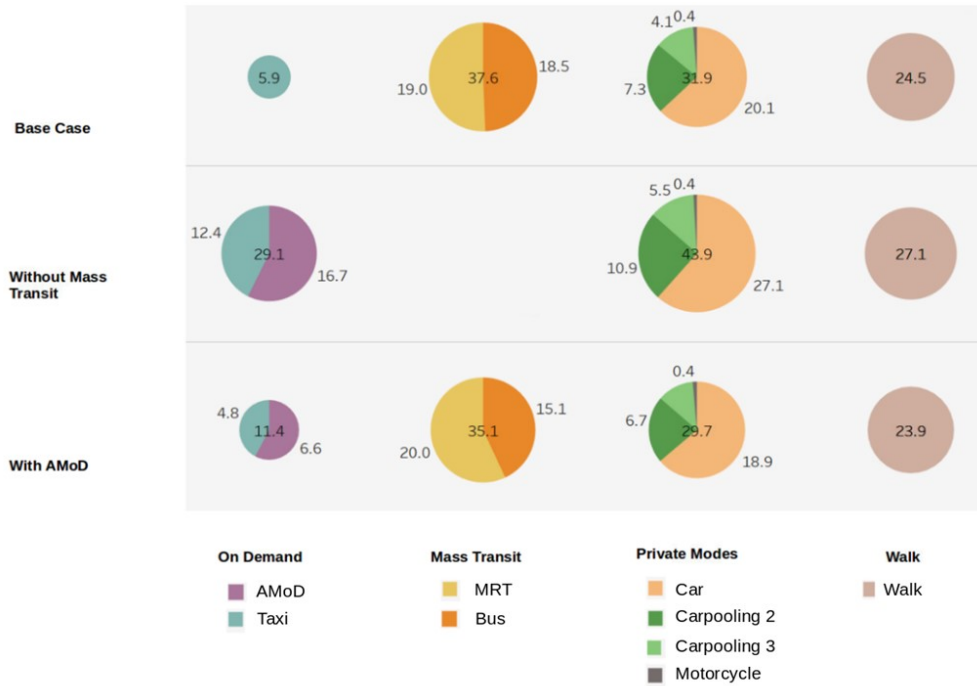 4.1 0.4
5.9
37.6
18.5
31.9
24.5
19.0
7.3
20.1
Base Case
5.5 0.4
12.4
29.1
43.9
27.1
16.7
10.9
27.1
Without Mass
Transit
0.4
4.8
15.1
6.7
11.4
35.1
29.7
23.9
6.6
20.0
18.9
With AMoD
On Demand
AMoD
Taxi
Mass Transit
MRT
Bus
Private Modes
Car
Carpooling 2
Carpooling 3
Motorcycle
Walk
Walk